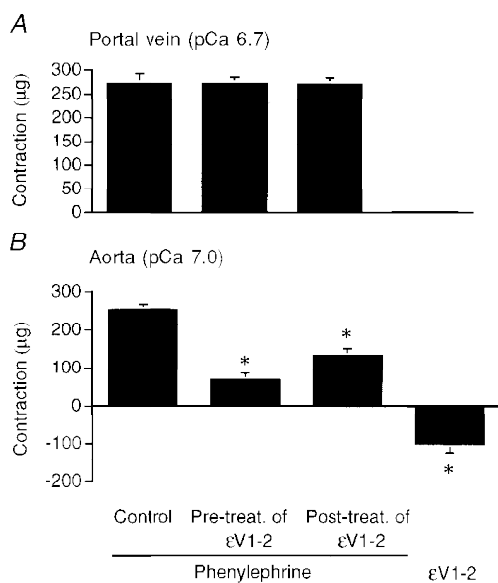 A
Portal vein (pCa 6.7)
Contraction (µg)
300
250
200
150
100
50
0
B
Aorta (pCa 7.0)
Contraction (µg)
300
200
100
0
-100
-200
*
*
*
Control
Pre-treat. of
εV1-2
Post-treat. of
εV1-2
Phenylephrine
εV1-2